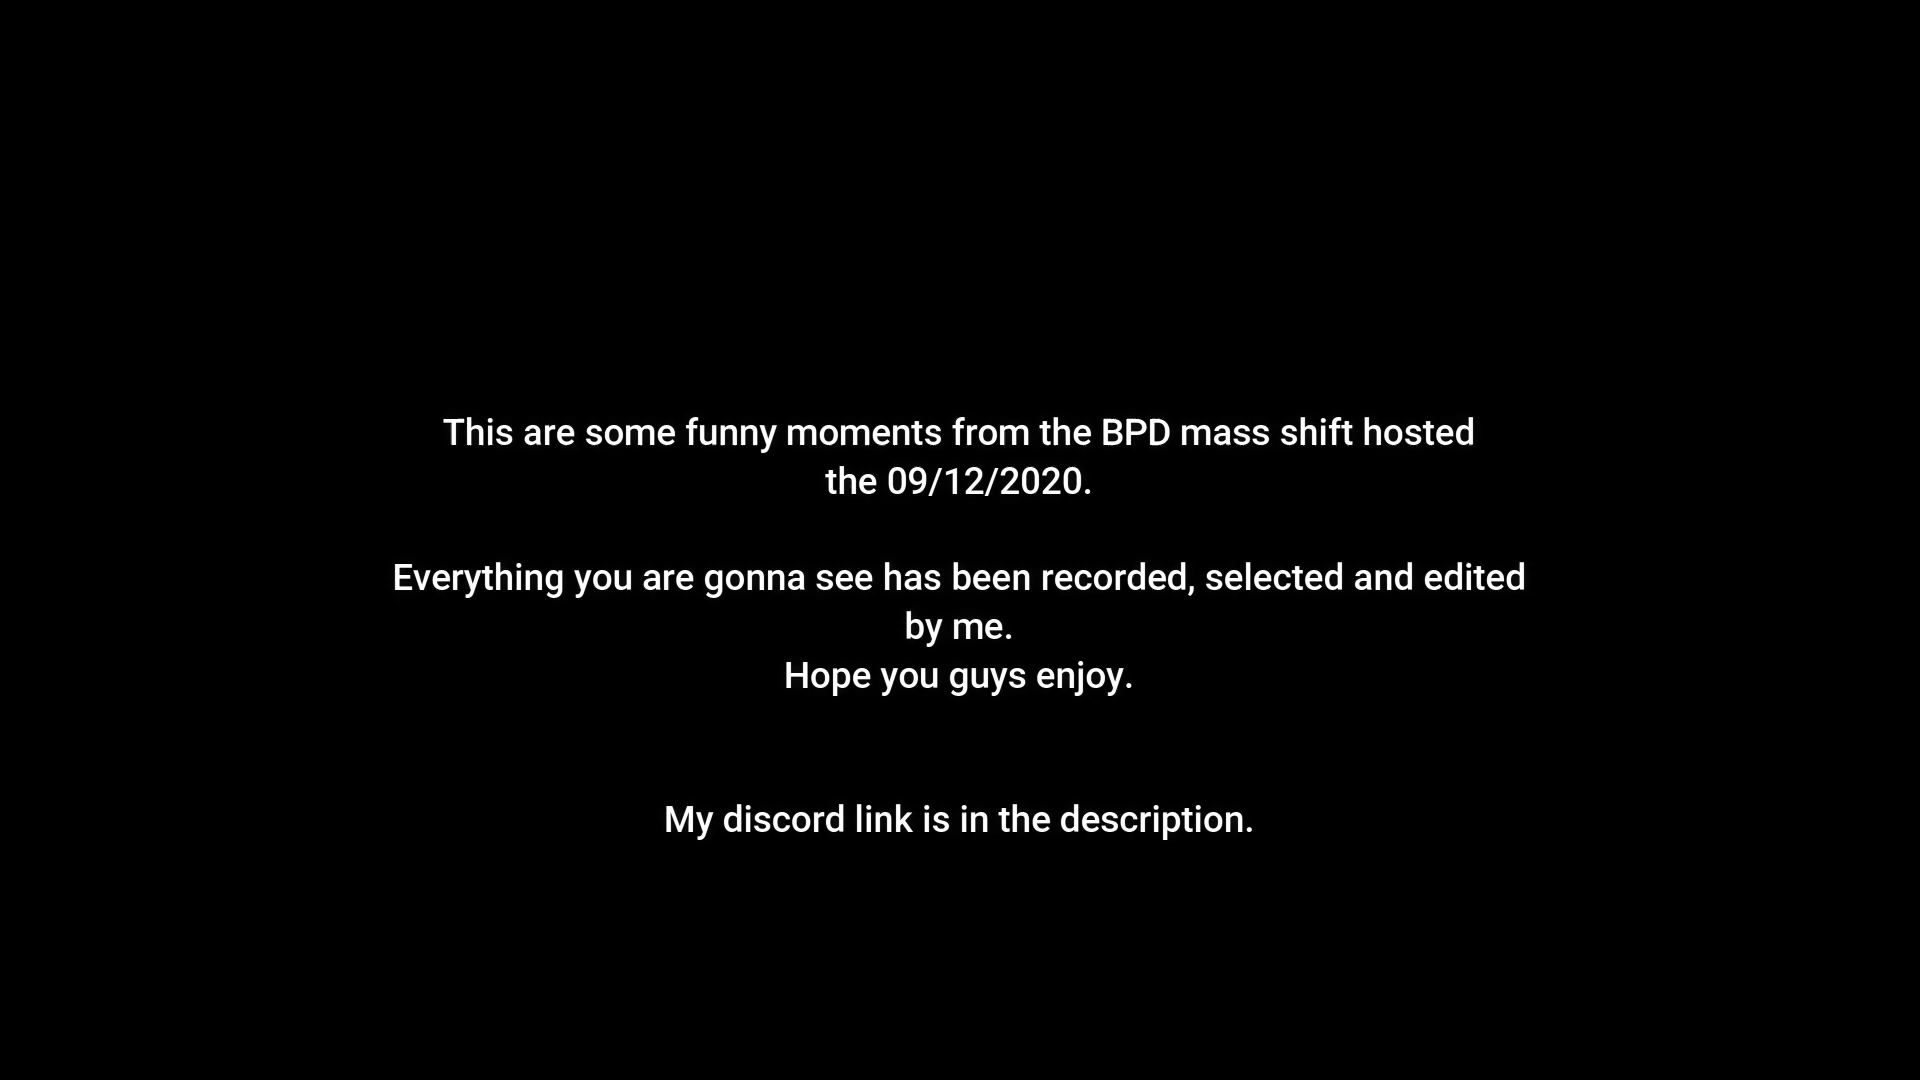 This are some funny moments from the BPD mass shift hosted
the 09/12/2020.
Everything you are gonna see has been recorded, selected and edited
by me.
Hope you guys enjoy.
My discord link is in the description.